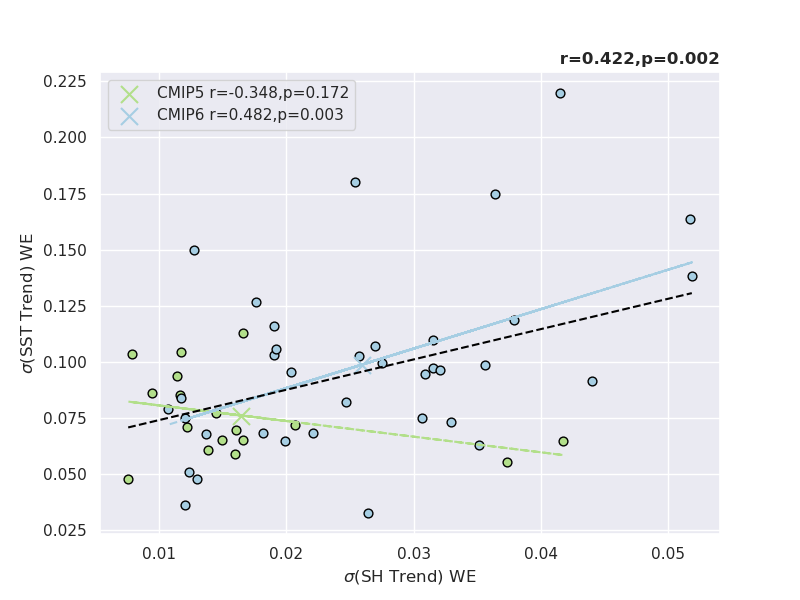 r=0.422,p=0.002
CMIP5 r=-0.348,p=0.172
CMIP6 r=0.482,p=0.003
0.225
0.200
0.175
0.150
0.125
0.100
0.075
0.050
0.025
σ(SST Trend) WE
0.01 0.02 0.03 0.04 0.05
σ(SH Trend) WE